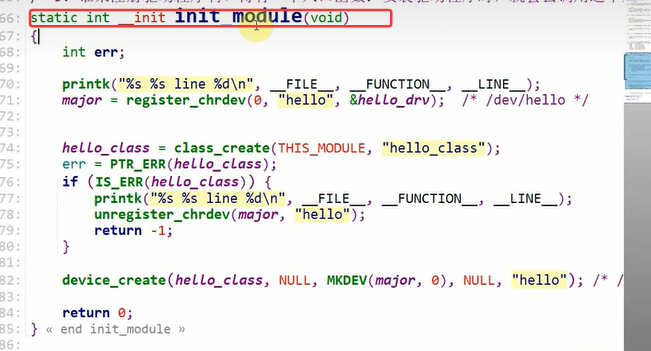 66: static int __init init_module(void)
67: {
68: int err;
69:
70: printk("%s %s line %d\n", __FILE__, __FUNCTION__, __LINE__);
71: major = register_chrdev(0, "hello", &hello_drv); /* /dev/hello */
72:
73:
74: hello_class = class_create(THIS_MODULE, "hello_class");
75: err = PTR_ERR(hello_class);
76: if (IS_ERR(hello_class)) {
77: printk("%s %s line %d\n", __FILE__, __FUNCTION__, __LINE__);
78: unregister_chrdev(major, "hello");
79: return -1;
80: }
81:
82: device_create(hello_class, NULL, MKDEV(major, 0), NULL, "hello"); /* /
83:
84: return 0;
85: } « end init_module »
86: